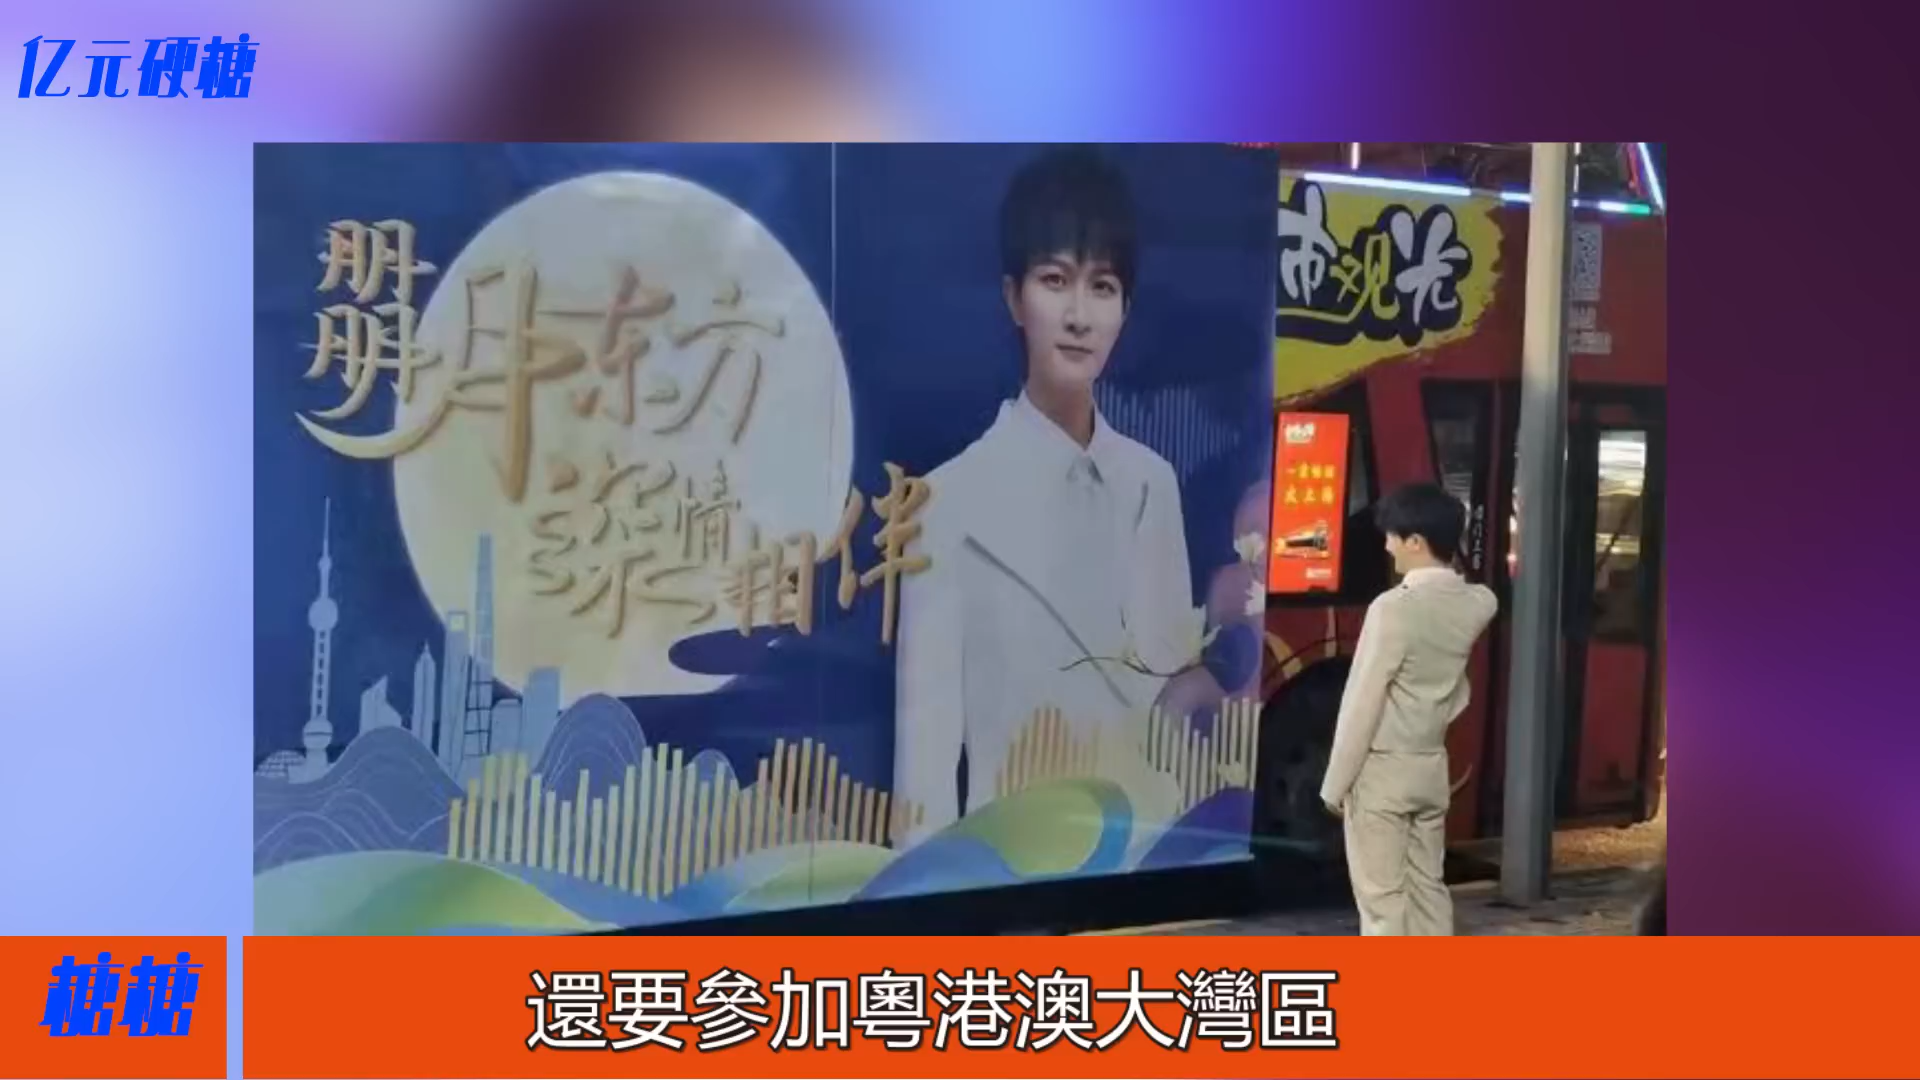 亿元硬糖
朋朋月东方
深情相伴
市观光
糖糖
還要參加粵港澳大灣區